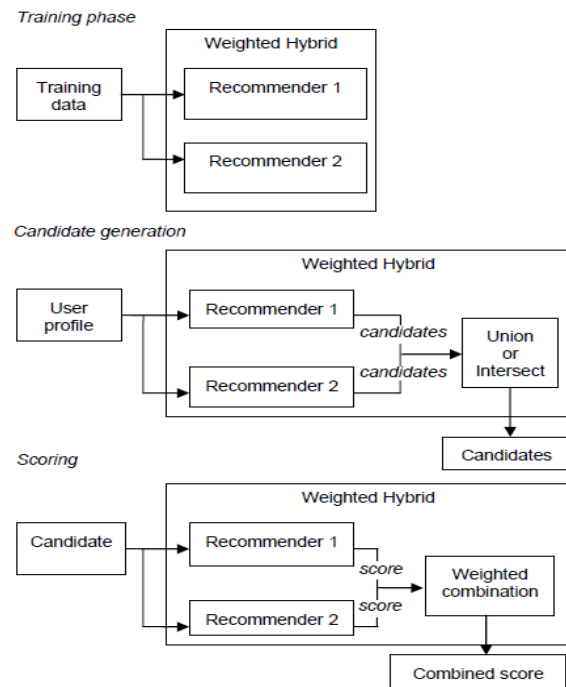 Training phase
Weighted Hybrid
Training
data
Recommender 1
Recommender 2
Candidate generation
Weighted Hybrid
User
profile
Recommender 1
candidates
candidates
Recommender 2
Union
or
Intersect
Candidates
Scoring
Weighted Hybrid
Candidate
Recommender 1
score
score
Recommender 2
Weighted
combination
Combined score